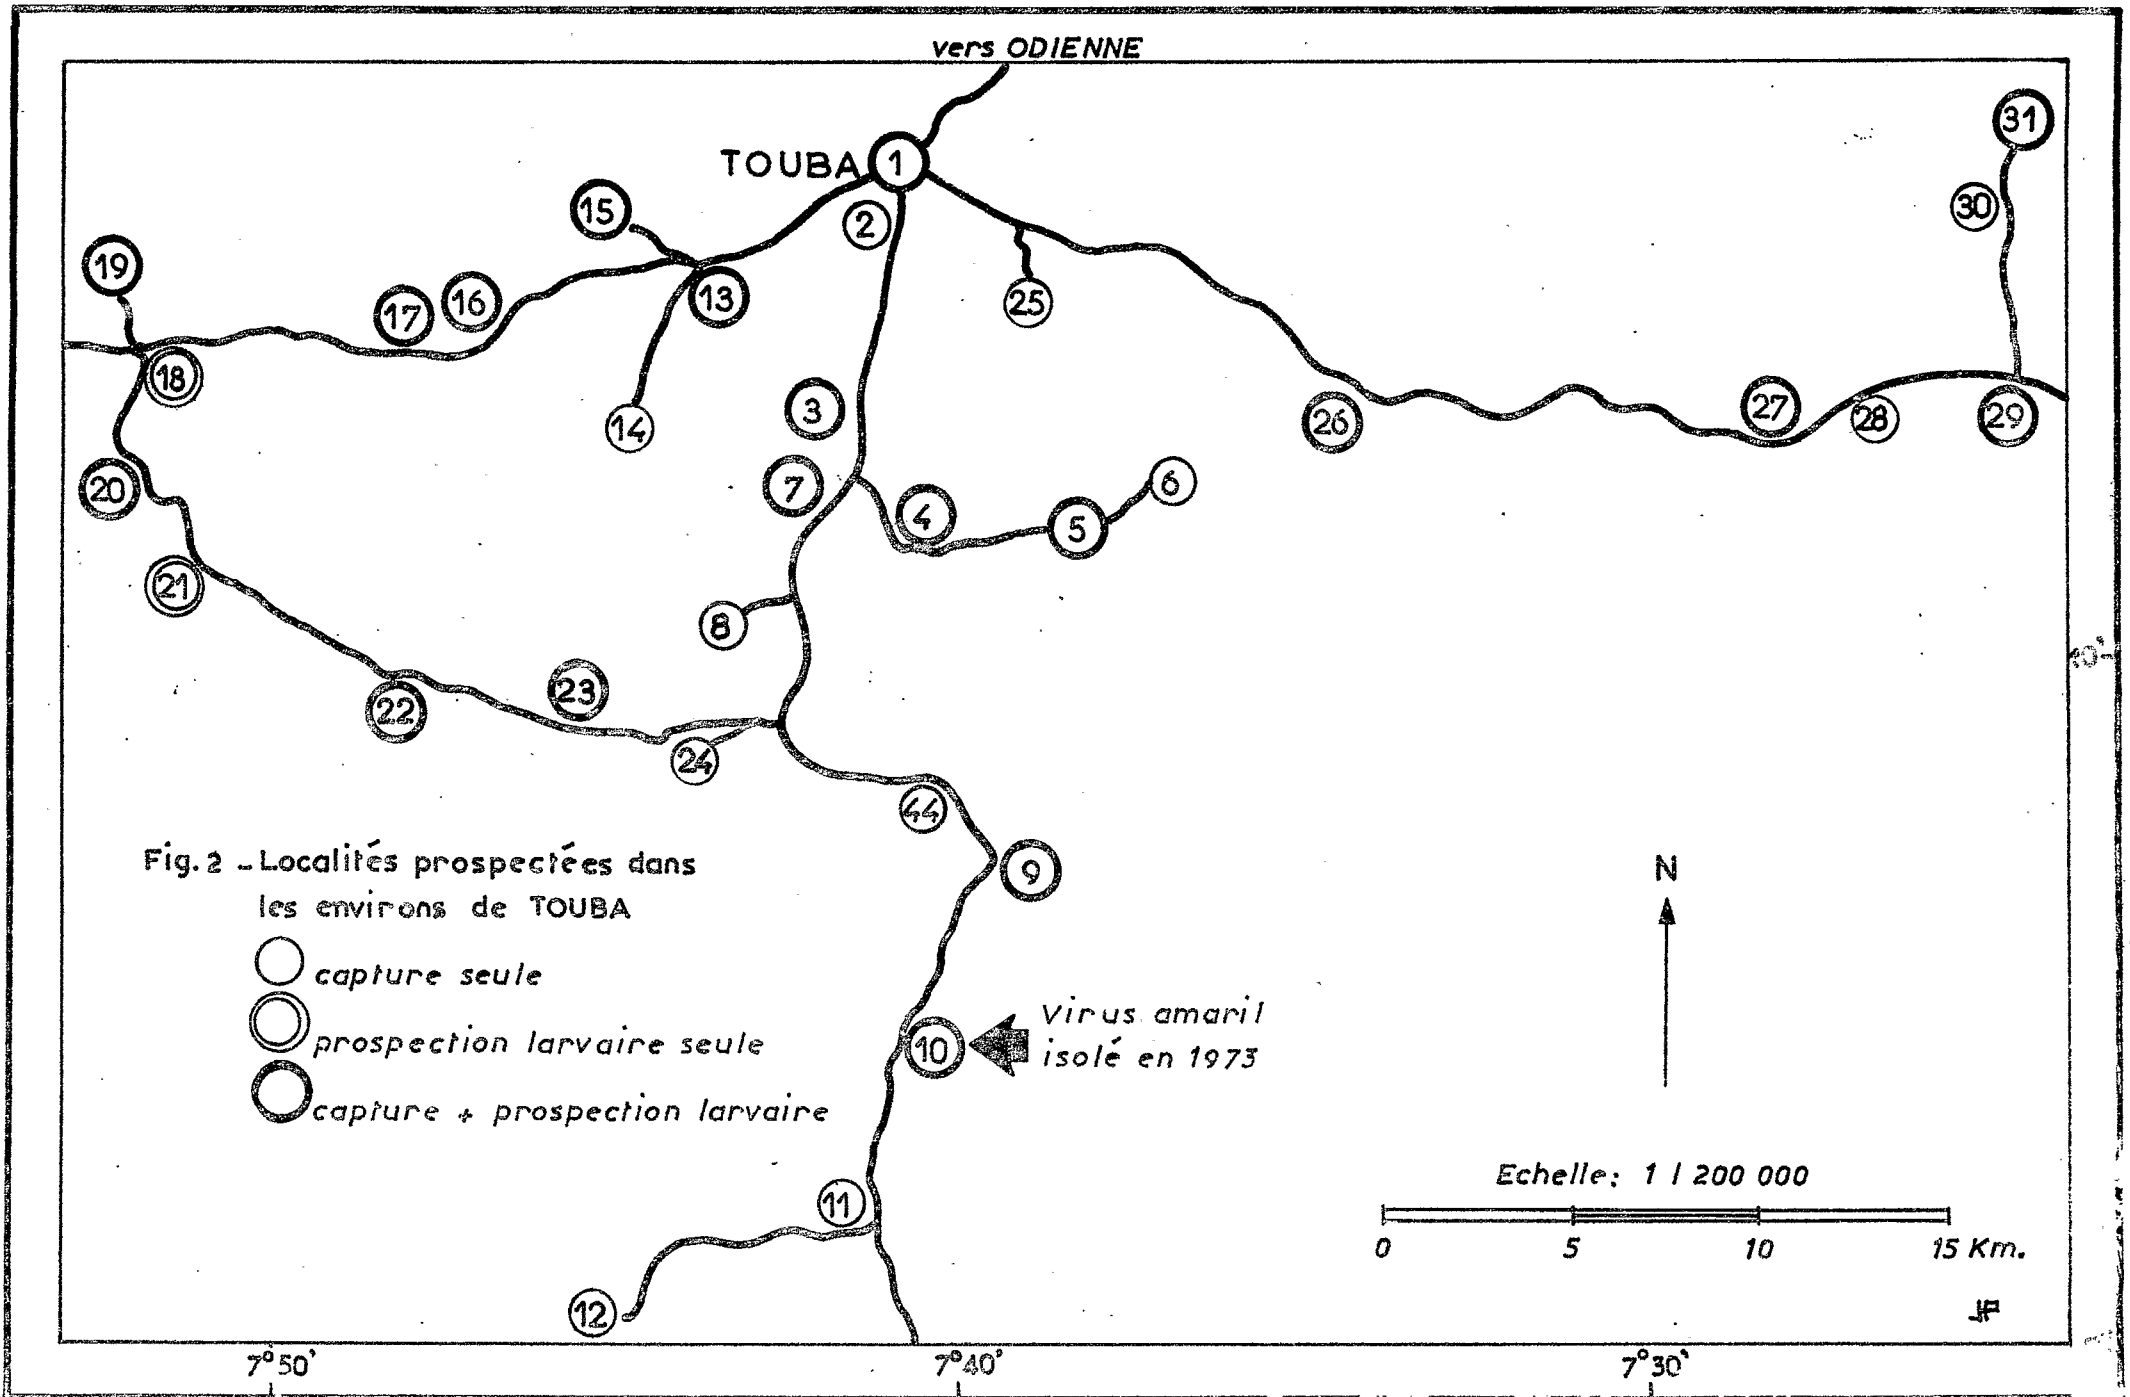 vers ODIENNE
TOUBA
1
2
31
30
15
13
19
17
16
25
18
14
3
26
27
28
29
20
7
4
5
6
21
8
22
23
24
44
9
Fig. 2 _ Localités prospectées dans
les environs de TOUBA
capture seule
prospection larvaire seule
capture + prospection larvaire
N
10
Virus amaril
isolé en 1973
11
12
Echelle: 1 / 200 000
0 5 10 15 Km.
10'
7°50' 7°40' 7°30'